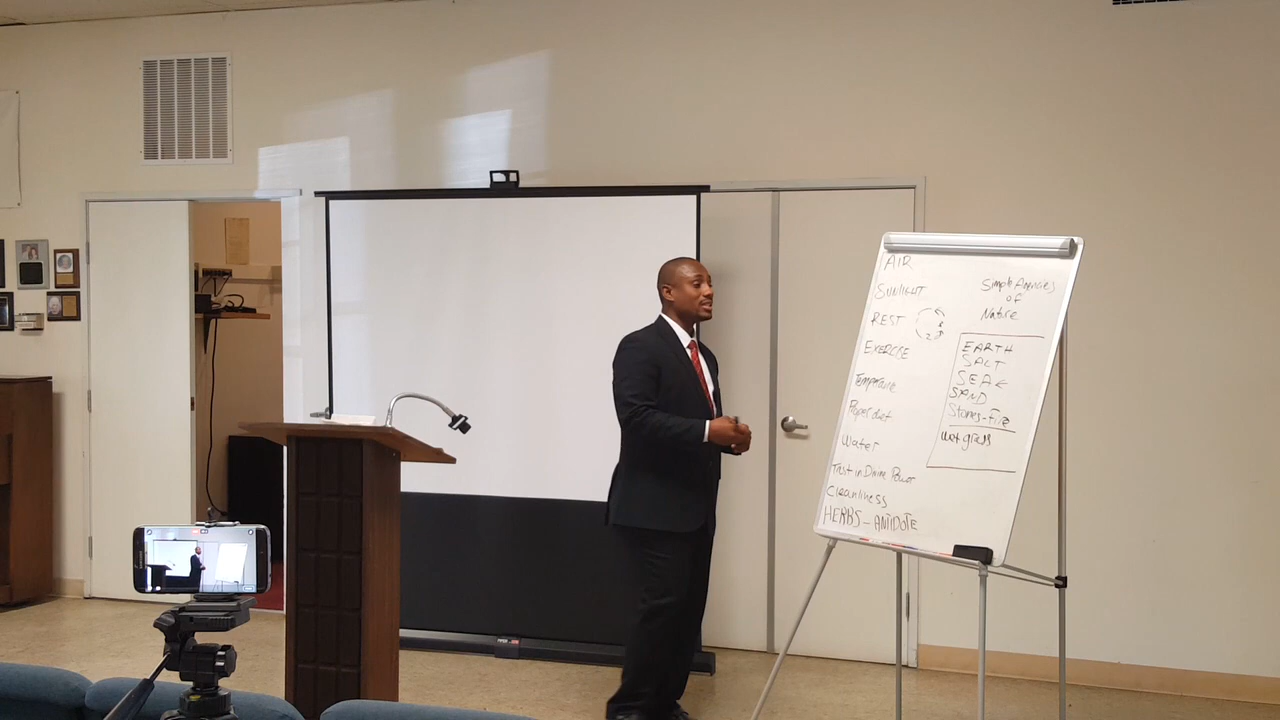 AIR
SUNLIGHT
REST
EXERCISE
Temperance
Proper diet
Water
Trust in Divine Power
Cleanliness
HERBS - ANTIDOTE
Simple Agencies
of
Nature
EARTH
SALT
SEA
SAND
Stones - Fire
wet grass